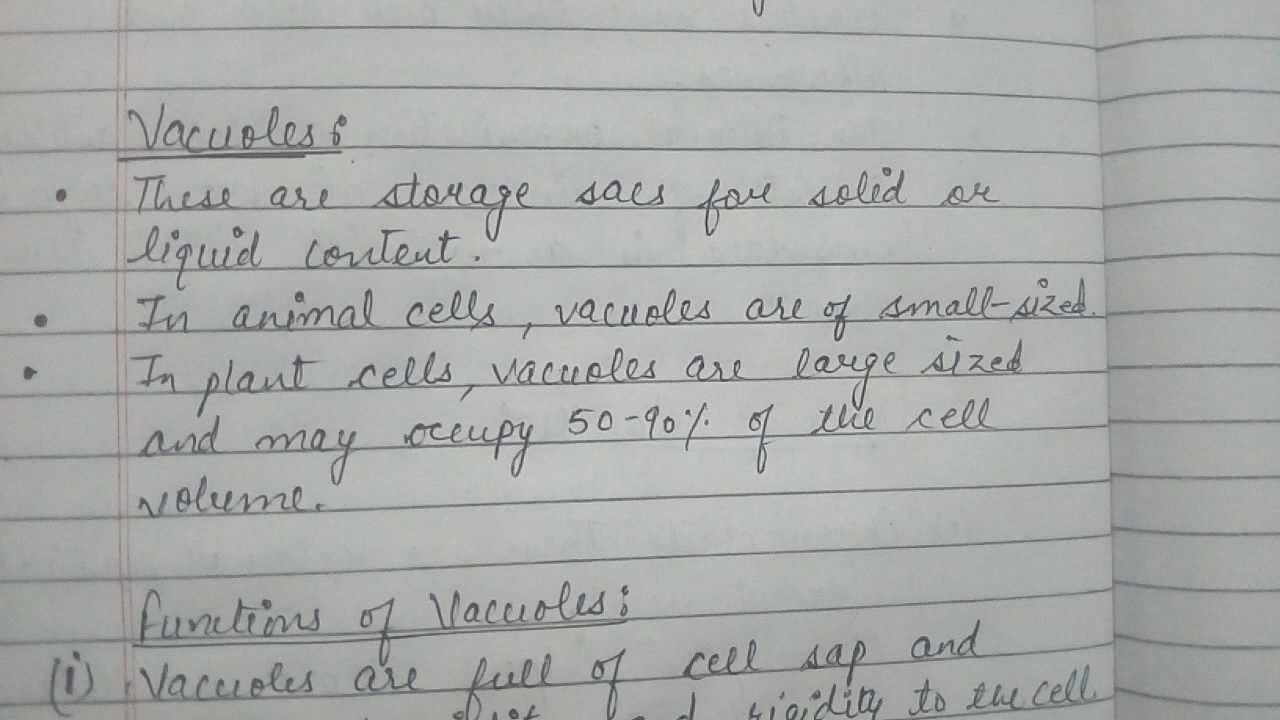 Vacuoles:
• These are storage sacs for solid or
liquid content.
• In animal cells, vacuoles are of small-sized.
• In plant cells, vacuoles are large sized
and may occupy 50-90% of the cell
volume.
Functions of Vacuoles:
(i) Vacuoles are full of cell sap and
rigidity to the cell.